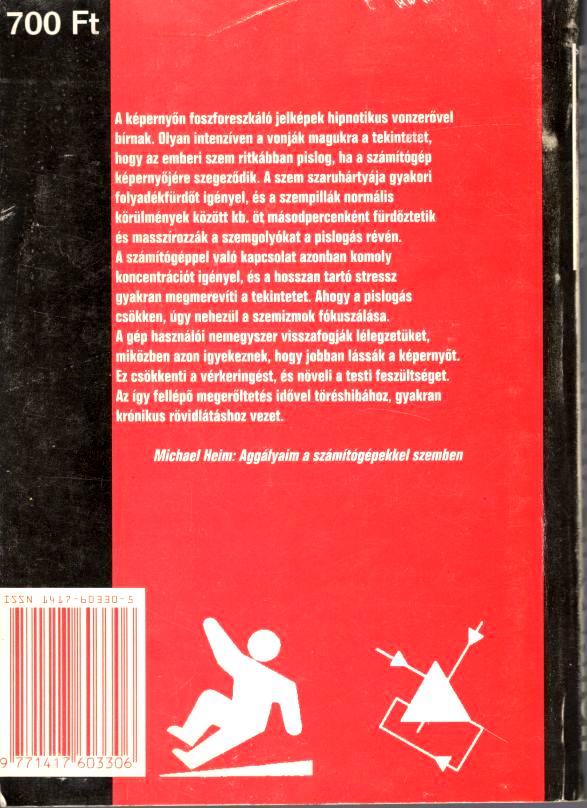 700 Ft
A képernyőn foszforeszkáló jelképek hipnotikus vonzerővel
bírnak. Olyan intenzíven a vonják magukra a tekintetet,
hogy az emberi szem ritkábban pislog, ha a számítógép
képernyőjére szegeződik. A szem szaruhártyája gyakori
folyadékfürdőt igényel, és a szempillák normális
körülmények között kb. öt másodpercenként fürdőztetik
és masszírozzák a szemgolyókat a pislogás révén.
A számítógéppel való kapcsolat azonban komoly
koncentrációt igényel, és a hosszan tartó stressz
gyakran megmerevíti a tekintetet. Ahogy a pislogás
csökken, úgy nehezül a szemizmok fókuszálása.
A gép használói nemegyszer visszafogják lélegzetüket,
miközben azon igyekeznek, hogy jobban lássák a képernyőt.
Ez csökkenti a vérkeringést, és növeli a testi feszültséget.
Az így fellépő megerőltetés idővel töréshibához, gyakran
krónikus rövidlátáshoz vezet.
Michael Heim: Aggályaim a számítógépekkel szemben
ISSN 1417-60330-5
9 771417 603306